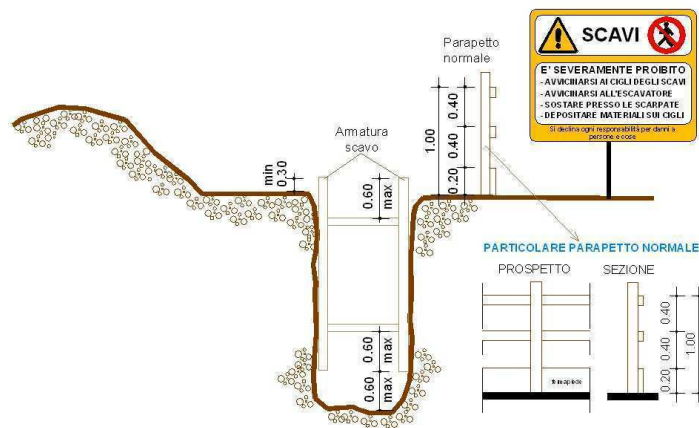 SCAVI
E' SEVERAMENTE PROIBITO
- AVVICINARSI AI CIGLI DEGLI SCAVI
- AVVICINARSI ALL'ESCAVATORE
- SOSTARE PRESSO LE SCARPATE
- DEPOSITARE MATERIALI SUI CIGLI
Si declina ogni responsabilità per danni a
persone e cose
Parapetto
normale
0.40
1.00
0.40
0.20
Armatura
scavo
min
0.30
0.60
max
PARTICOLARE PARAPETTO NORMALE
PROSPETTO
SEZIONE
0.40
0.40
1.00
0.20
fermapiede
0.60
max
0.60
max